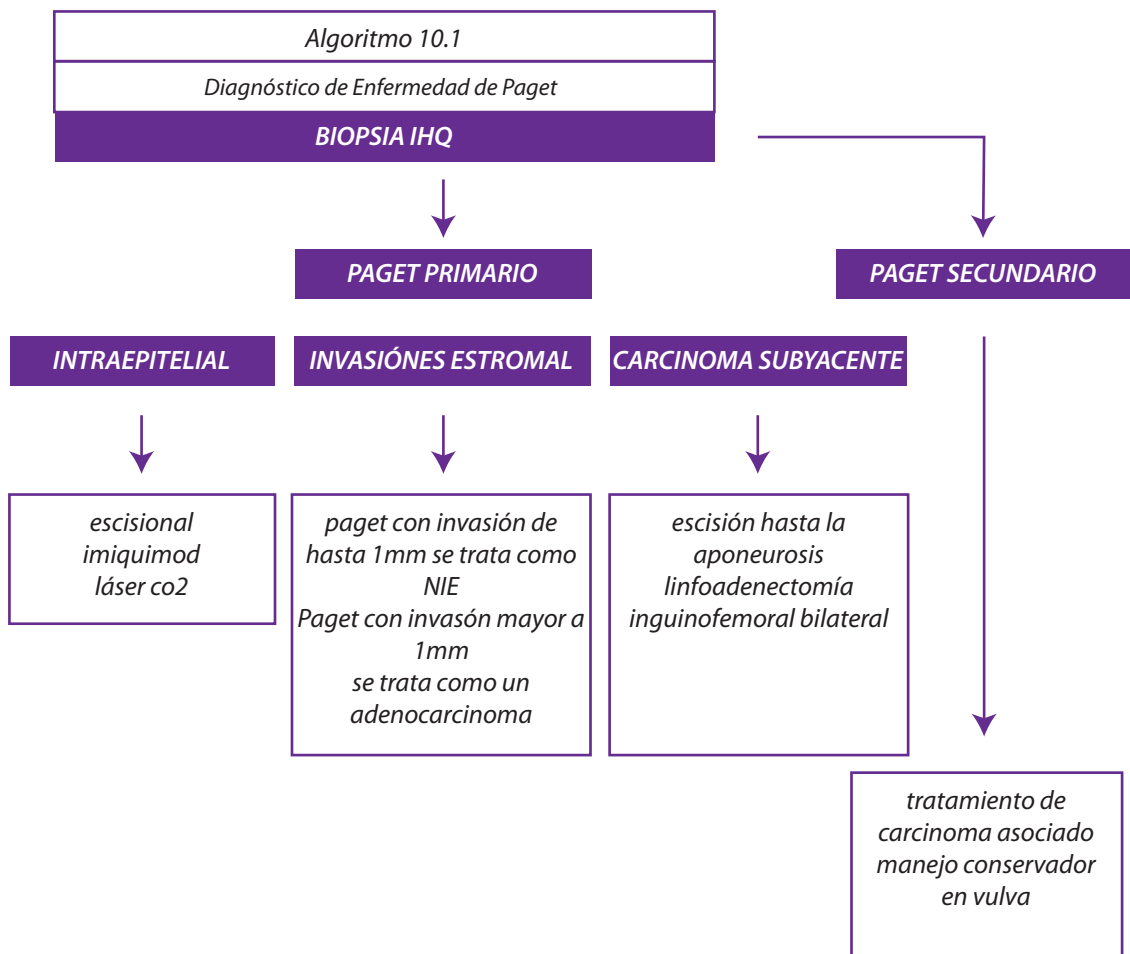 Algoritmo 10.1
Diagnóstico de Enfermedad de Paget
BIOPSIA IHQ
PAGET PRIMARIO
PAGET SECUNDARIO
INTRAEPITELIAL
INVASIÓNES ESTROMAL
CARCINOMA SUBYACENTE
escisional
imiquimod
láser co2
paget con invasión de
hasta 1mm se trata como
NIE
Paget con invasón mayor a
1mm
se trata como un
adenocarcinoma
escisión hasta la
aponeurosis
linfoadenectomía
inguinofemoral bilateral
tratamiento de
carcinoma asociado
manejo conservador
en vulva